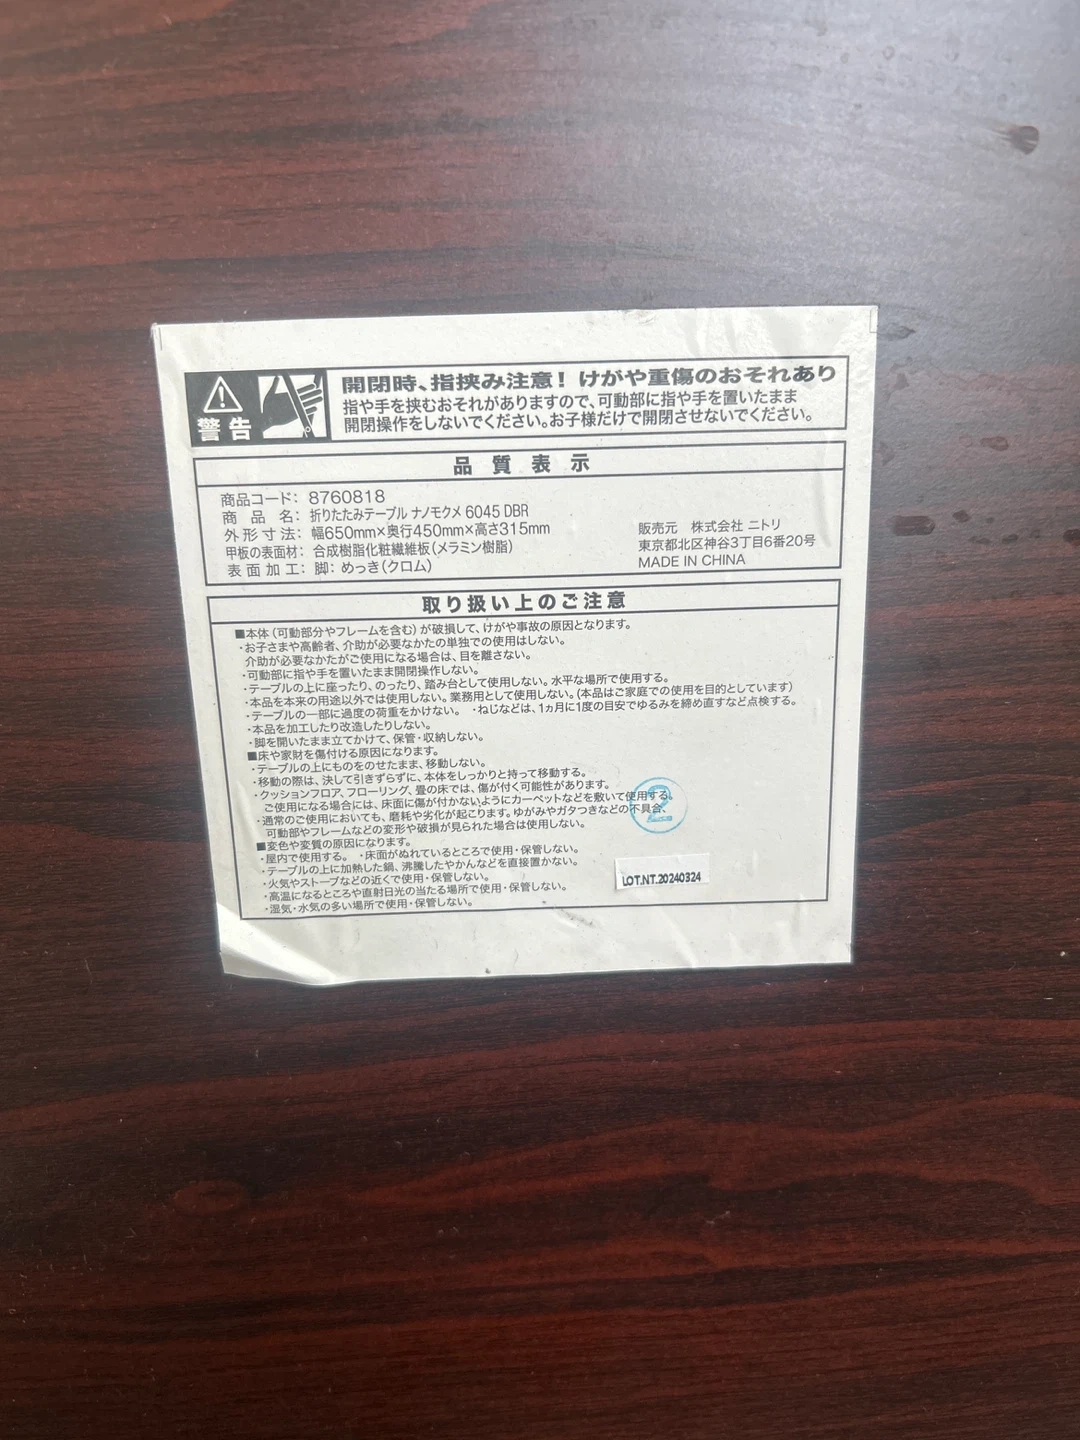 警告
開閉時、指挟み注意！ けがや重傷のおそれあり
指や手を挟むおそれがありますので、可動部に指や手を置いたまま
開閉操作をしないでください。お子様だけで開閉させないでください。
品質表示
商品コード： 8760818
商品名： 折りたたみテーブル ナノモクメ 6045 DBR
外形寸法： 幅650mm×奥行450mm×高さ315mm
甲板の表面材： 合成樹脂化粧繊維板(メラミン樹脂)
表面加工： 脚：めっき(クロム)
販売元 株式会社 ニトリ
東京都北区神谷3丁目6番20号
MADE IN CHINA
取り扱い上のご注意
■本体（可動部分やフレームを含む）が破損して、けがや事故の原因となります。
・お子さまや高齢者、介助が必要なかたの単独での使用はしない。
介助が必要なかたがご使用になる場合は、目を離さない。
・可動部に指や手を置いたまま開閉操作しない。
・テーブルの上に座ったり、のったり、踏み台として使用しない。水平な場所で使用する。
・本品を本来の用途以外では使用しない。業務用として使用しない。(本品はご家庭での使用を目的としています)
・テーブルの一部に過度の荷重をかけない。 ・ねじなどは、1ヵ月に1度の目安でゆるみを締め直すなど点検する。
・本品を加工したり改造したりしない。
・脚を開いたまま立てかけて、保管・収納しない。
■床や家財を傷付ける原因になります。
・テーブルの上にものをのせたまま、移動しない。
・移動の際は、決して引きずらずに、本体をしっかりと持って移動する。
・クッションフロア、フローリング、畳の床では、傷が付く可能性があります。
ご使用になる場合には、床面に傷が付かないようにカーペットなどを敷いて使用する。
・通常のご使用においても、磨耗や劣化が起こります。ゆがみやガタつきなどの不具合、
可動部やフレームなどの変形や破損が見られた場合は使用しない。
②
■変色や変質の原因になります。
・屋内で使用する。 ・床面がぬれているところで使用・保管しない。
・テーブルの上に加熱した鍋、沸騰したやかんなどを直接置かない。
・火気やストーブなどの近くで使用・保管しない。
・高温になるところや直射日光の当たる場所で使用・保管しない。
・湿気・水気の多い場所で使用・保管しない。
LOT.NT.20240324